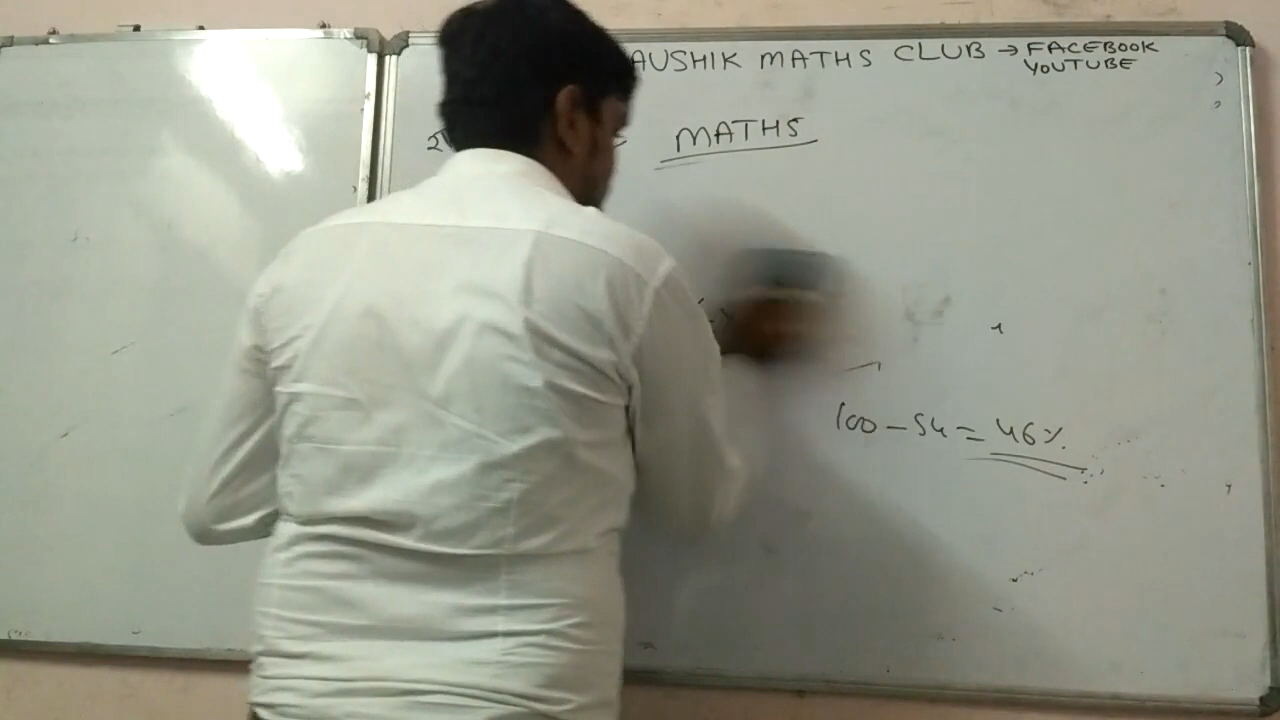 AUSHIK MATHS CLUB → FACEBOOK
YOUTUBE
MATHS
100 - 54 = 46%